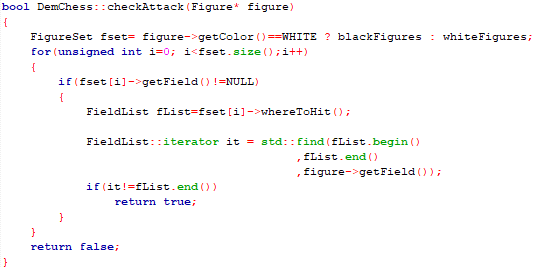 bool DemChess::checkAttack(Figure* figure)
{
    FigureSet fset= figure->getColor()==WHITE ? blackFigures : whiteFigures;
    for(unsigned int i=0; i<fset.size();i++)
    {
        if(fset[i]->getField()!=NULL)
        {
            FieldList fList=fset[i]->whereToHit();
            FieldList::iterator it = std::find(fList.begin()
                                          ,fList.end()
                                          ,figure->getField());
            if(it!=fList.end())
                return true;
        }
    }
    return false;
}